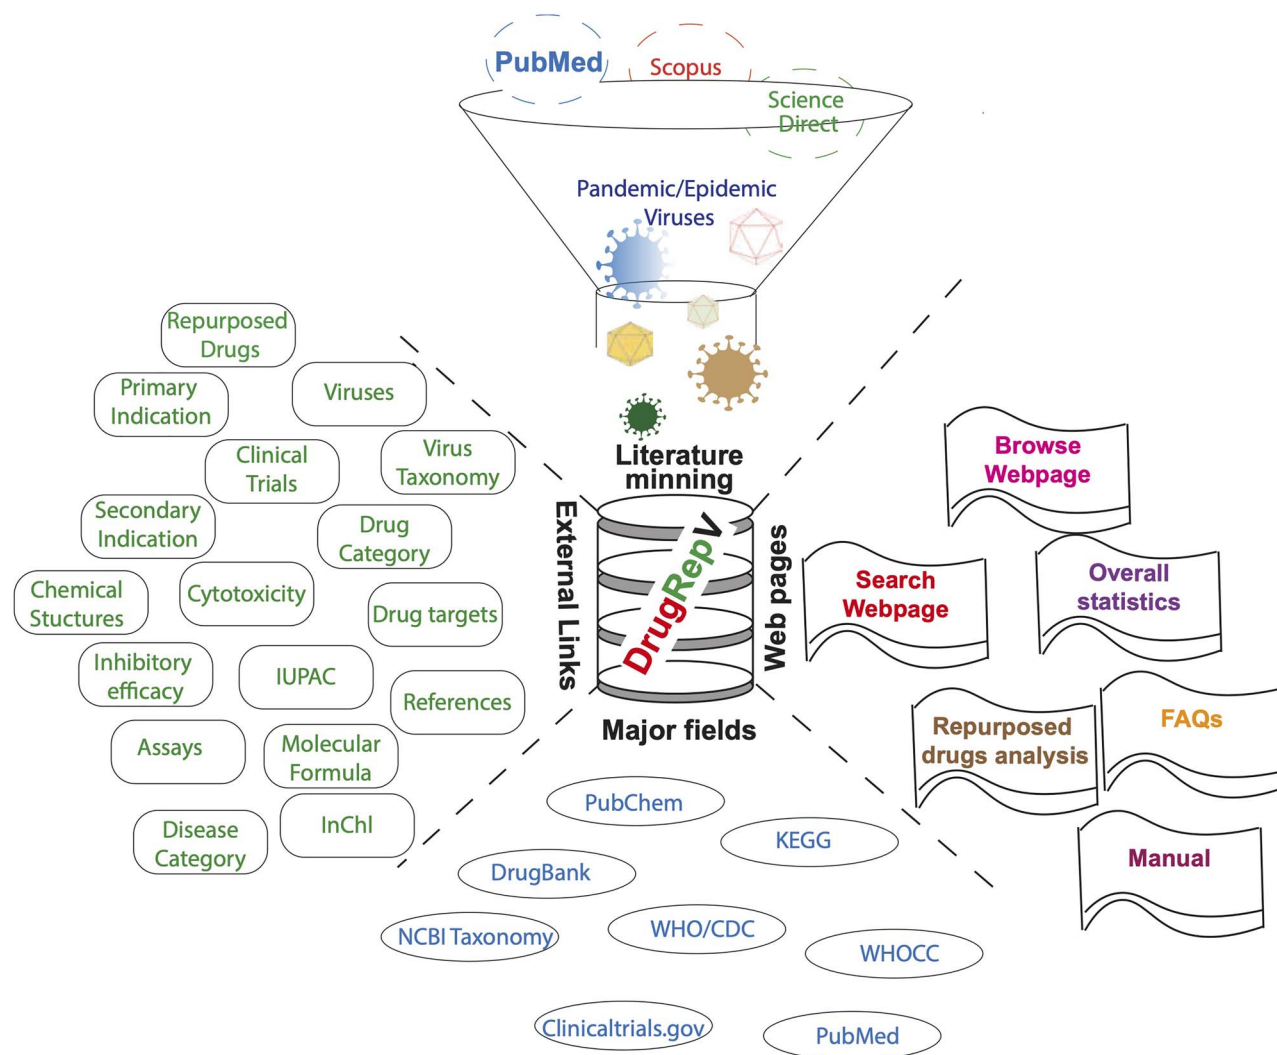 PubMed
Scopus
Science
Direct
Pandemic/Epidemic
Viruses
Literature
minning
External Links
DrugRepV
Web pages
Major fields
Repurposed
Drugs
Primary
Indication
Viruses
Clinical
Trials
Virus
Taxonomy
Secondary
Indication
Drug
Category
Chemical
Stuctures
Cytotoxicity
Drug targets
Inhibitory
efficacy
IUPAC
References
Assays
Molecular
Formula
Disease
Category
InChl
Browse
Webpage
Search
Webpage
Overall
statistics
Repurposed
drugs analysis
FAQs
Manual
PubChem
KEGG
DrugBank
NCBI Taxonomy
WHO/CDC
WHOCC
Clinicaltrials.gov
PubMed